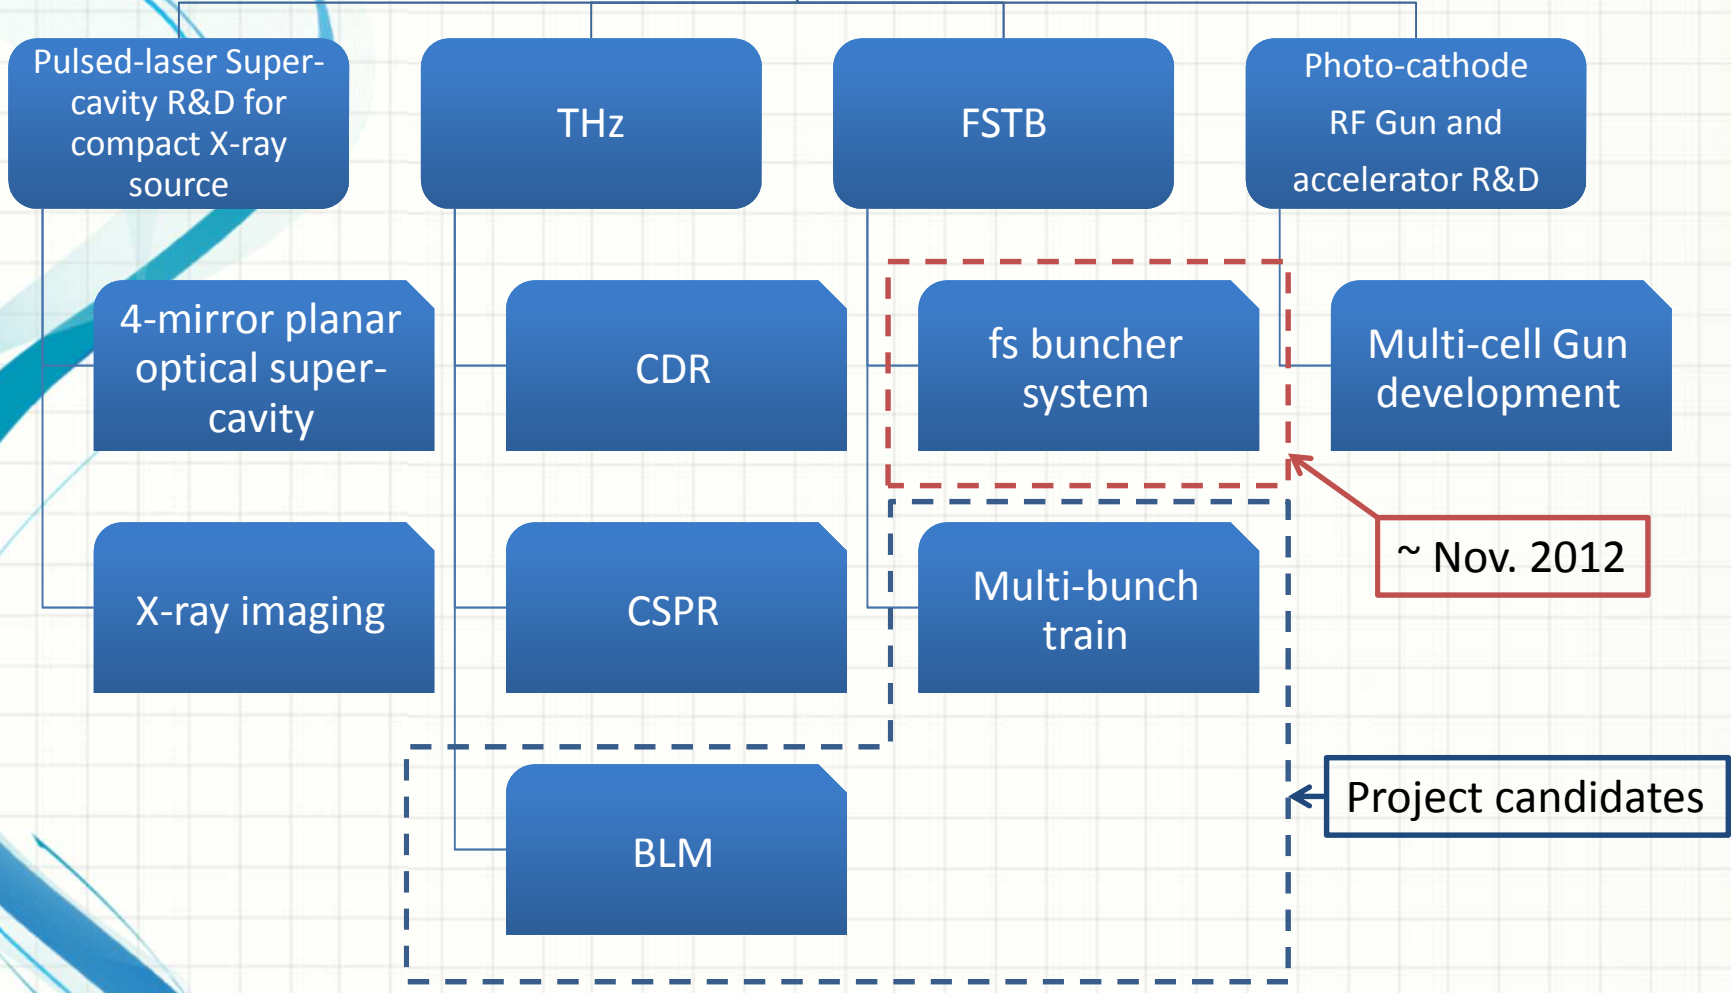 Pulsed-laser Super-
cavity R&D for
compact X-ray
source
THz
FSTB
Photo-cathode
RF Gun and
accelerator R&D
4-mirror planar
optical super-
cavity
CDR
fs buncher
system
Multi-cell Gun
development
X-ray imaging
CSPR
Multi-bunch
train
~ Nov. 2012
BLM
Project candidates